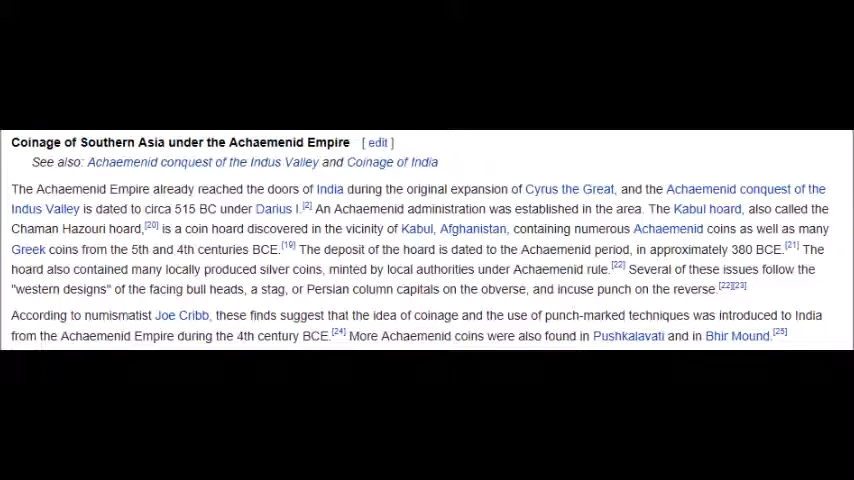 Coinage of Southern Asia under the Achaemenid Empire [ edit ]
See also: Achaemenid conquest of the Indus Valley and Coinage of India
The Achaemenid Empire already reached the doors of India during the original expansion of Cyrus the Great, and the Achaemenid conquest of the
Indus Valley is dated to circa 515 BC under Darius I.[2] An Achaemenid administration was established in the area. The Kabul hoard, also called the
Chaman Hazouri hoard,[20] is a coin hoard discovered in the vicinity of Kabul, Afghanistan, containing numerous Achaemenid coins as well as many
Greek coins from the 5th and 4th centuries BCE.[19] The deposit of the hoard is dated to the Achaemenid period, in approximately 380 BCE.[21] The
hoard also contained many locally produced silver coins, minted by local authorities under Achaemenid rule.[22] Several of these issues follow the
"western designs" of the facing bull heads, a stag, or Persian column capitals on the obverse, and incuse punch on the reverse.[22][23]
According to numismatist Joe Cribb, these finds suggest that the idea of coinage and the use of punch-marked techniques was introduced to India
from the Achaemenid Empire during the 4th century BCE.[24] More Achaemenid coins were also found in Pushkalavati and in Bhir Mound.[25]